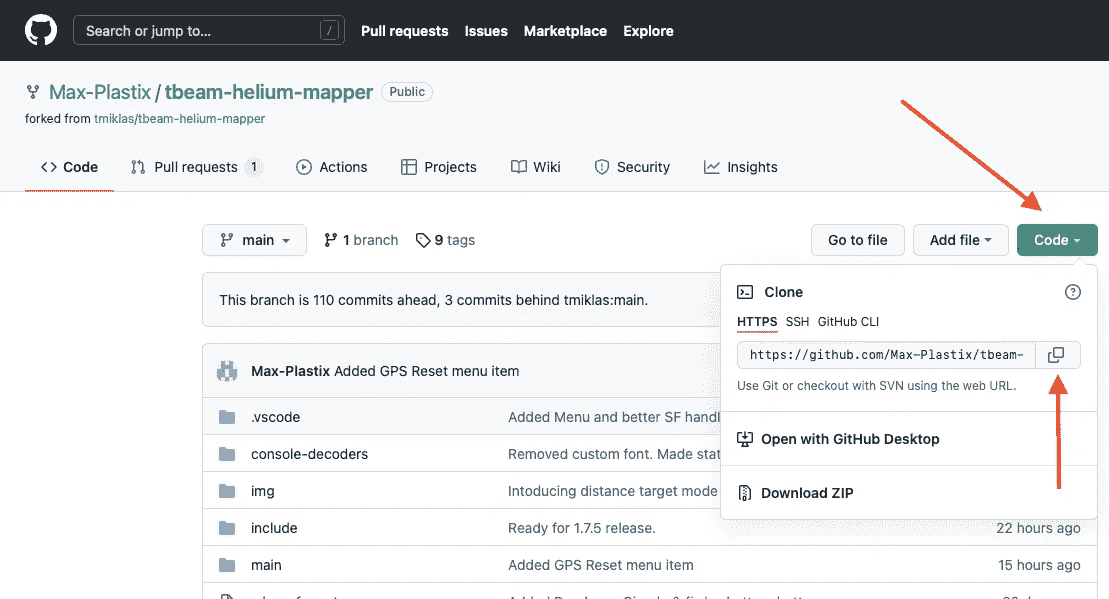 Search or jump to... /
Pull requests Issues Marketplace Explore
Max-Plastix / tbeam-helium-mapper Public
forked from tmiklas/tbeam-helium-mapper
<> Code Pull requests 1 Actions Projects Wiki Security Insights
main 1 branch 9 tags Go to file Add file Code
This branch is 110 commits ahead, 3 commits behind tmiklas:main.
Clone ?
HTTPS SSH GitHub CLI
https://github.com/Max-Plastix/tbeam-
Use Git or checkout with SVN using the web URL.
Open with GitHub Desktop
Download ZIP
Max-Plastix Added GPS Reset menu item
.vscode Added Menu and better SF handl
console-decoders Removed custom font. Made stat
img Intoducing distance target mode
include Ready for 1.7.5 release. 22 hours ago
main Added GPS Reset menu item 15 hours ago